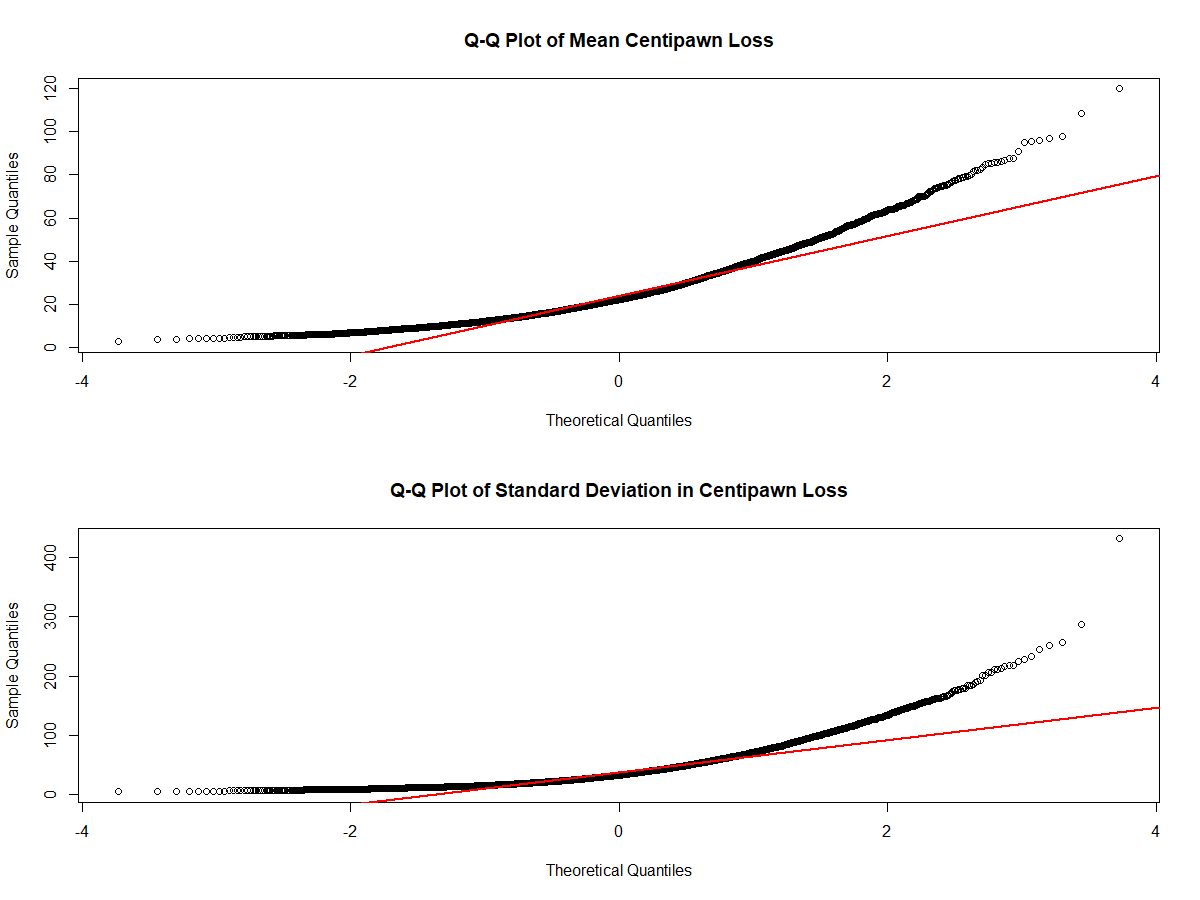 Q-Q Plot of Mean Centipawn Loss
Sample Quantiles
120
100
80
60
40
20
0
-4 -2 0 2 4
Theoretical Quantiles
Q-Q Plot of Standard Deviation in Centipawn Loss
Sample Quantiles
400
300
200
100
0
-4 -2 0 2 4
Theoretical Quantiles